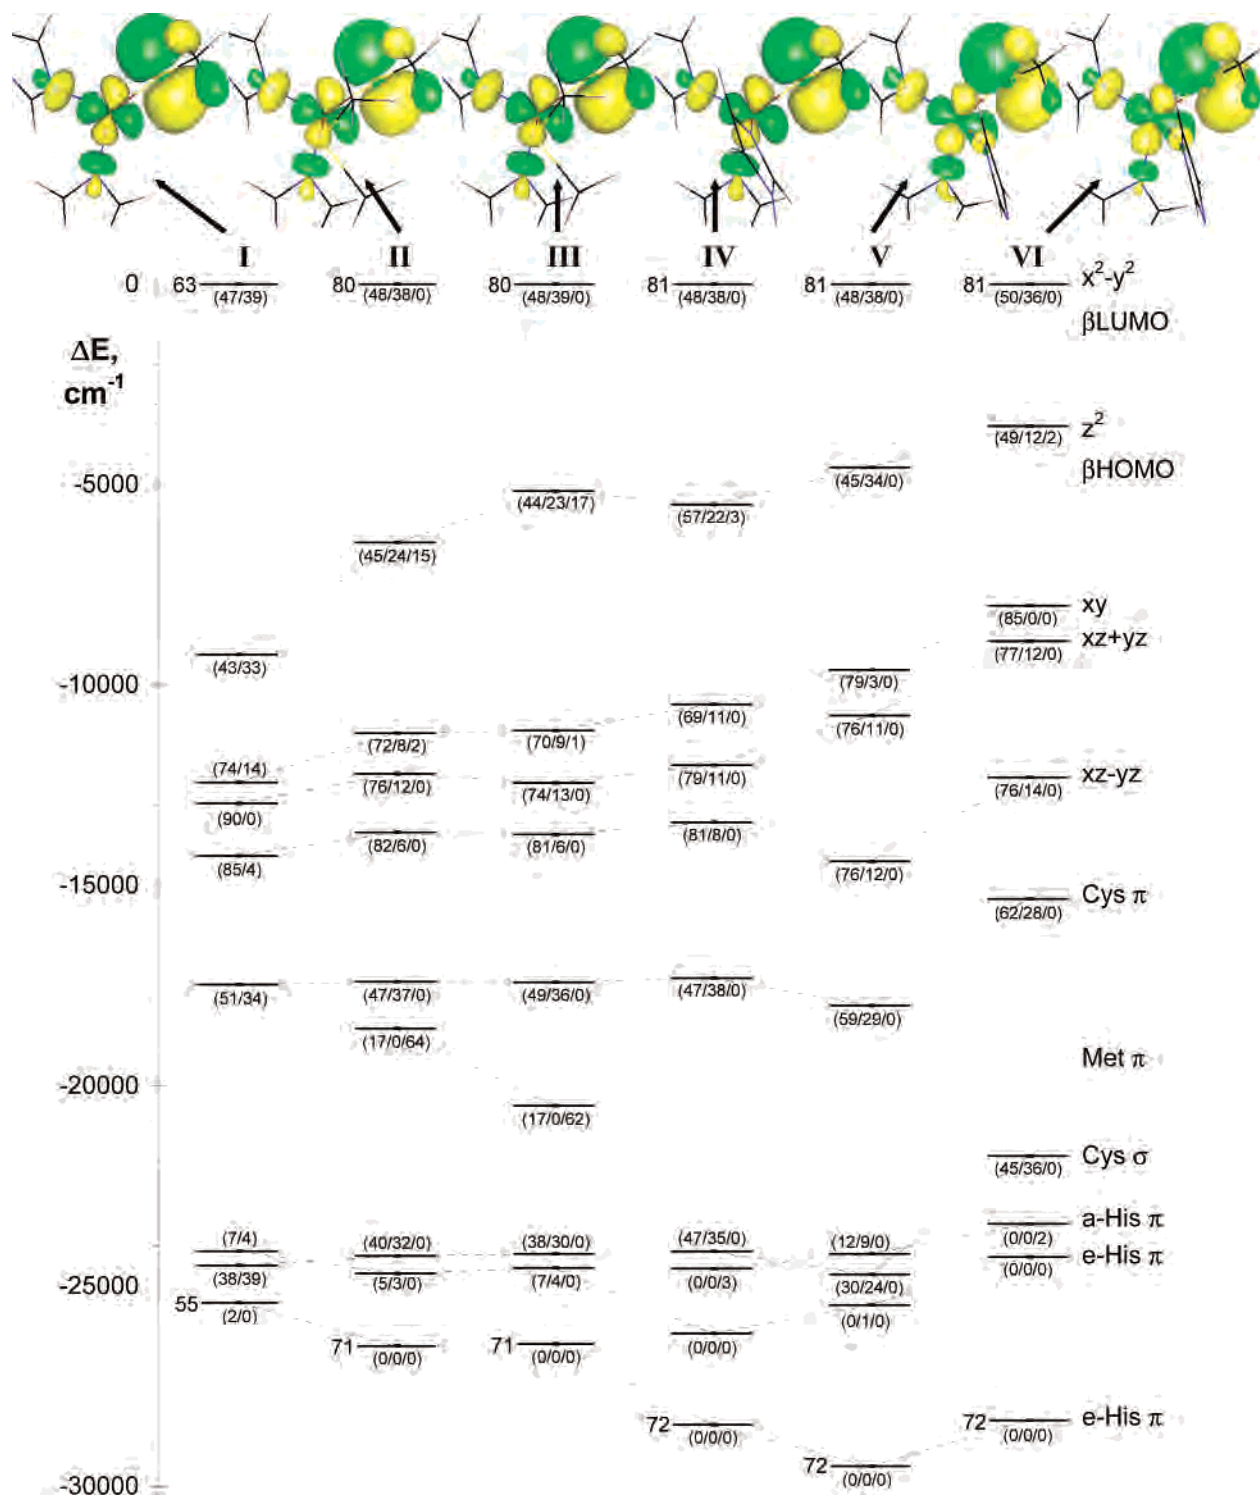 I II III IV V VI
0 63 80 80 81 81 81 x²-y²
(47/39) (48/38/0) (48/39/0) (48/38/0) (48/38/0) (50/36/0)
βLUMO
ΔE,
cm⁻¹
z²
(49/12/2)
βHOMO
-5000
(45/34/0)
(44/23/17) (57/22/3)
(45/24/15)
xy
(85/0/0)
xz+yz
(77/12/0)
(43/33)
-10000
(79/3/0)
(69/11/0)
(76/11/0)
(72/8/2) (70/9/1)
(74/14)
(79/11/0)
xz-yz
(76/14/0)
(76/12/0) (74/13/0)
(90/0)
(81/8/0)
(82/6/0) (81/6/0)
(85/4)
(76/12/0)
-15000
Cys π
(62/28/0)
(51/34) (47/37/0) (49/36/0) (47/38/0)
(59/29/0)
(17/0/64)
Met π
-20000
(17/0/62)
Cys σ
(45/36/0)
a-His π
(0/0/2)
(7/4) (40/32/0) (38/30/0) (47/35/0) (12/9/0)
e-His π
(0/0/0)
(38/39) (5/3/0) (7/4/0) (0/0/3) (30/24/0)
-25000
55
(2/0)
(0/1/0)
71 71
(0/0/0) (0/0/0) (0/0/0)
72 72 e-His π
(0/0/0) (0/0/0)
72
(0/0/0)
-30000